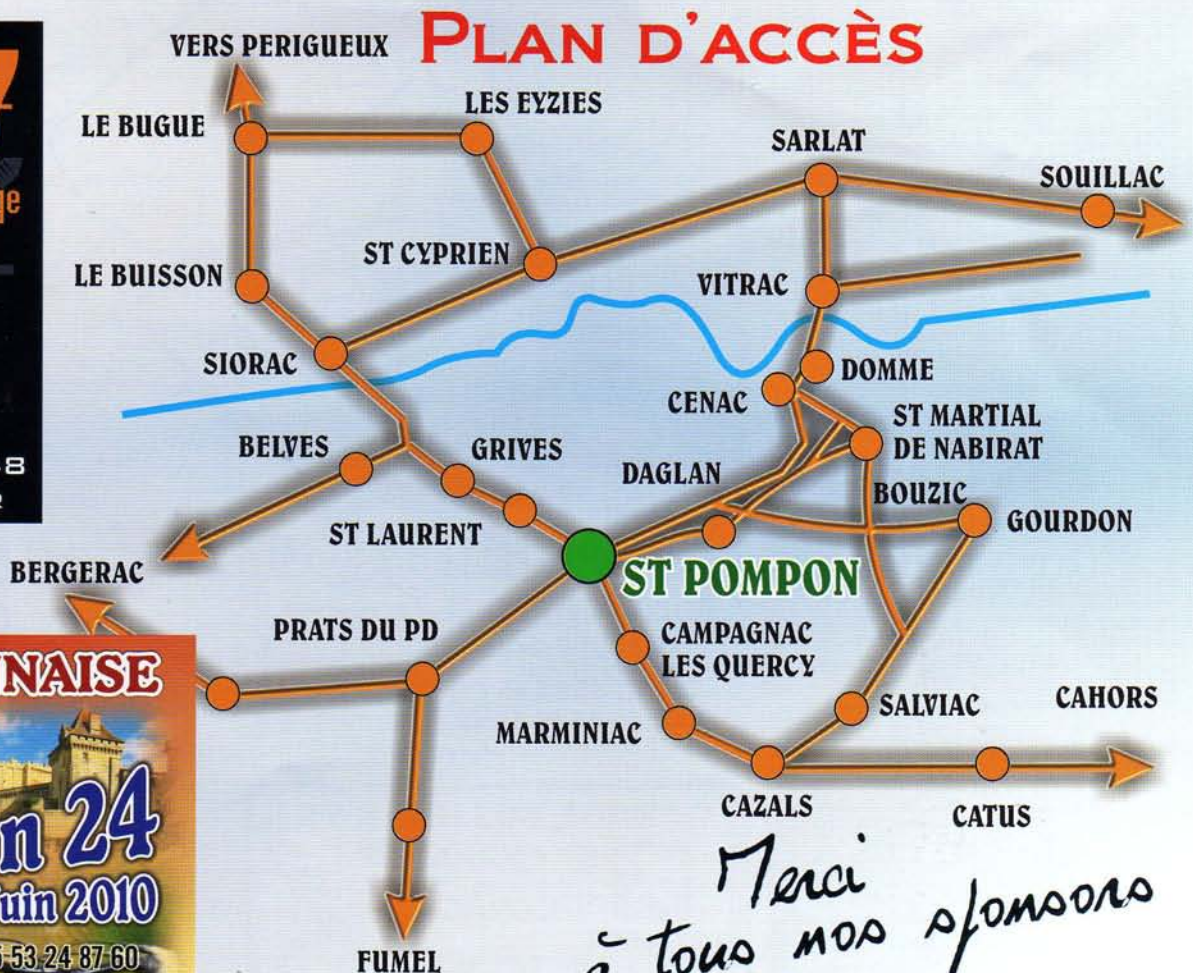 PLAN D'ACCÈS
VERS PERIGUEUX
LES EYZIES
LE BUGUE
SARLAT
SOUILLAC
ST CYPRIEN
LE BUISSON
VITRAC
SIORAC
DOMME
CENAC
ST MARTIAL
DE NABIRAT
BELVES
GRIVES
DAGLAN
BOUZIC
GOURDON
ST LAURENT
BERGERAC
ST POMPON
PRATS DU PD
CAMPAGNAC
LES QUERCY
SALVIAC
CAHORS
MARMINIAC
CAZALS
CATUS
FUMEL
24
2010
53 24 87 60
Merci
à tous nos sponsors